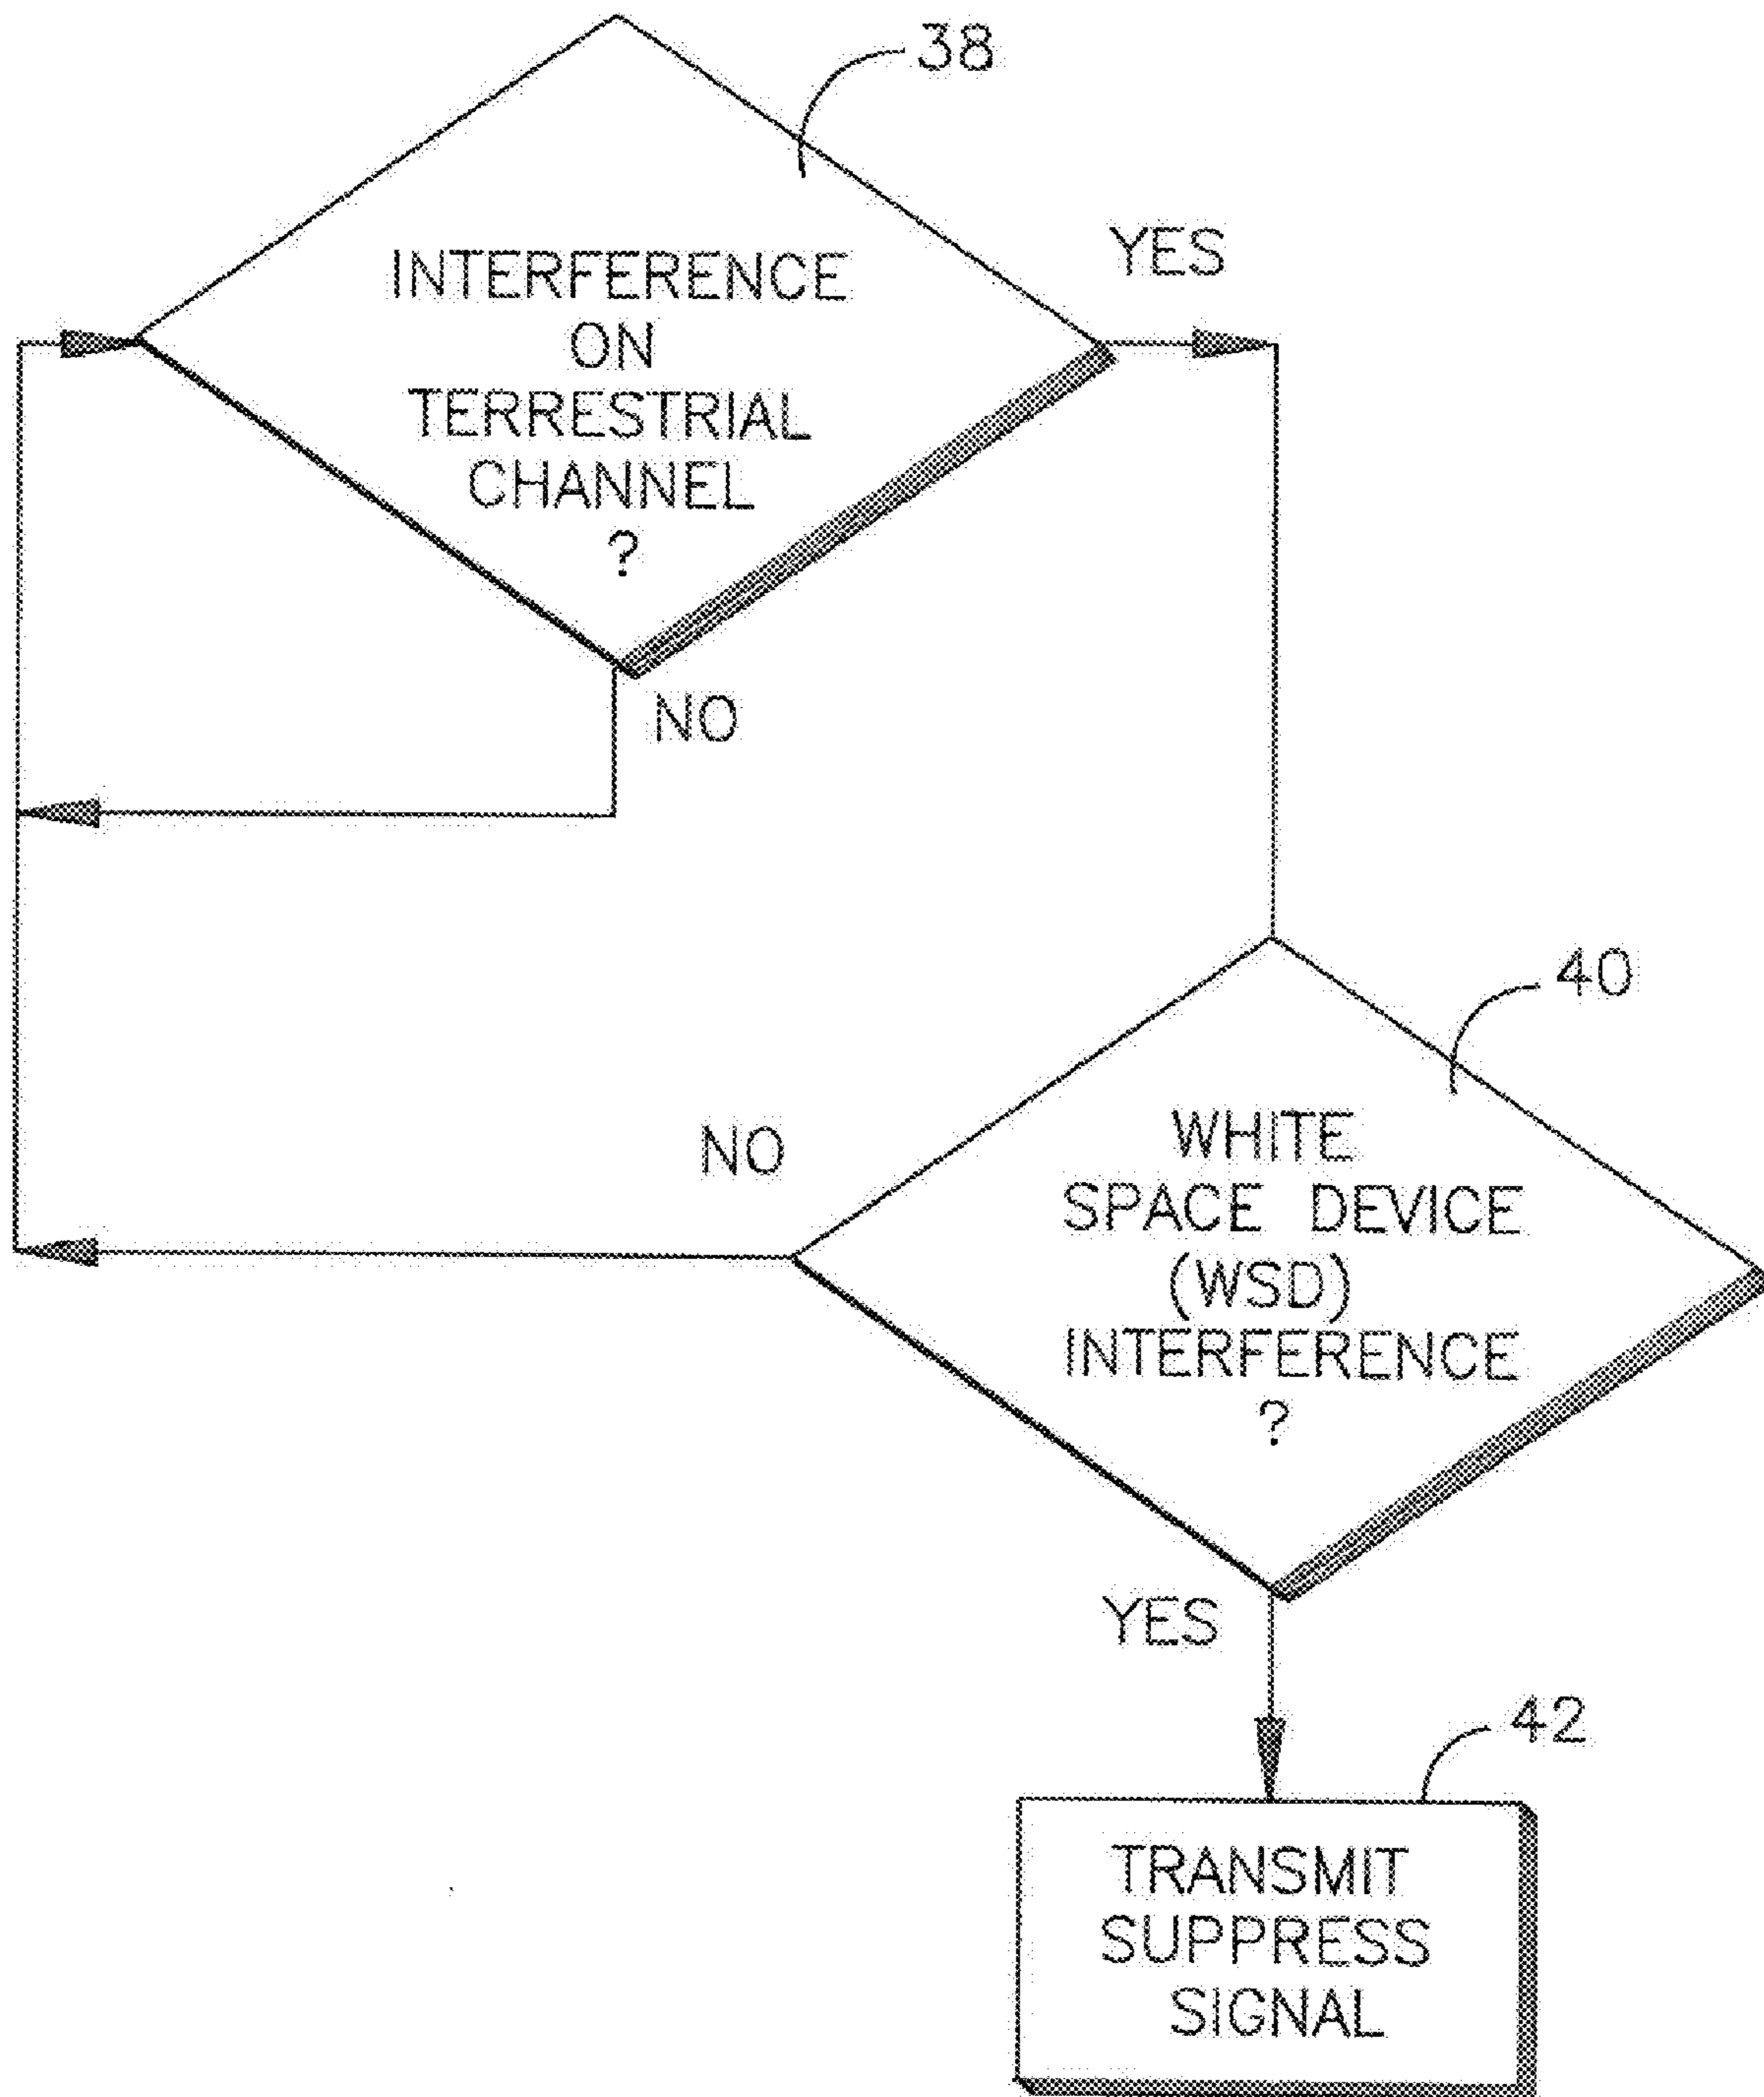 38
INTERFERENCE
ON
TERRESTRIAL
CHANNEL
?
YES
NO
40
WHITE
SPACE DEVICE
(WSD)
INTERFERENCE
?
NO
YES
42
TRANSMIT
SUPPRESS
SIGNAL